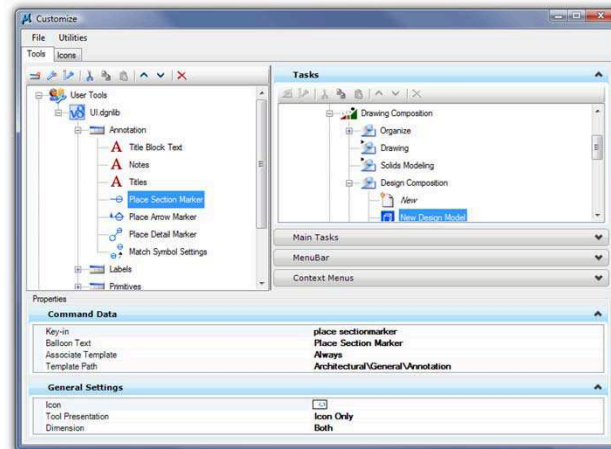 Customize
File Utilities
Tools Icons
User Tools
V8 UI.dgnlib
Annotation
A Title Block Text
A Notes
A Titles
Place Section Marker
Place Arrow Marker
Place Detail Marker
Match Symbol Settings
Labels
Primitives
Tasks
Drawing Composition
Organize
Drawing
Solids Modeling
Design Composition
New
New Design Model
Main Tasks
MenuBar
Context Menus
Properties
Command Data
Key-in place sectionmarker
Balloon Text Place Section Marker
Associate Template Always
Template Path Architectural\General\Annotation
General Settings
Icon
Tool Presentation Icon Only
Dimension Both